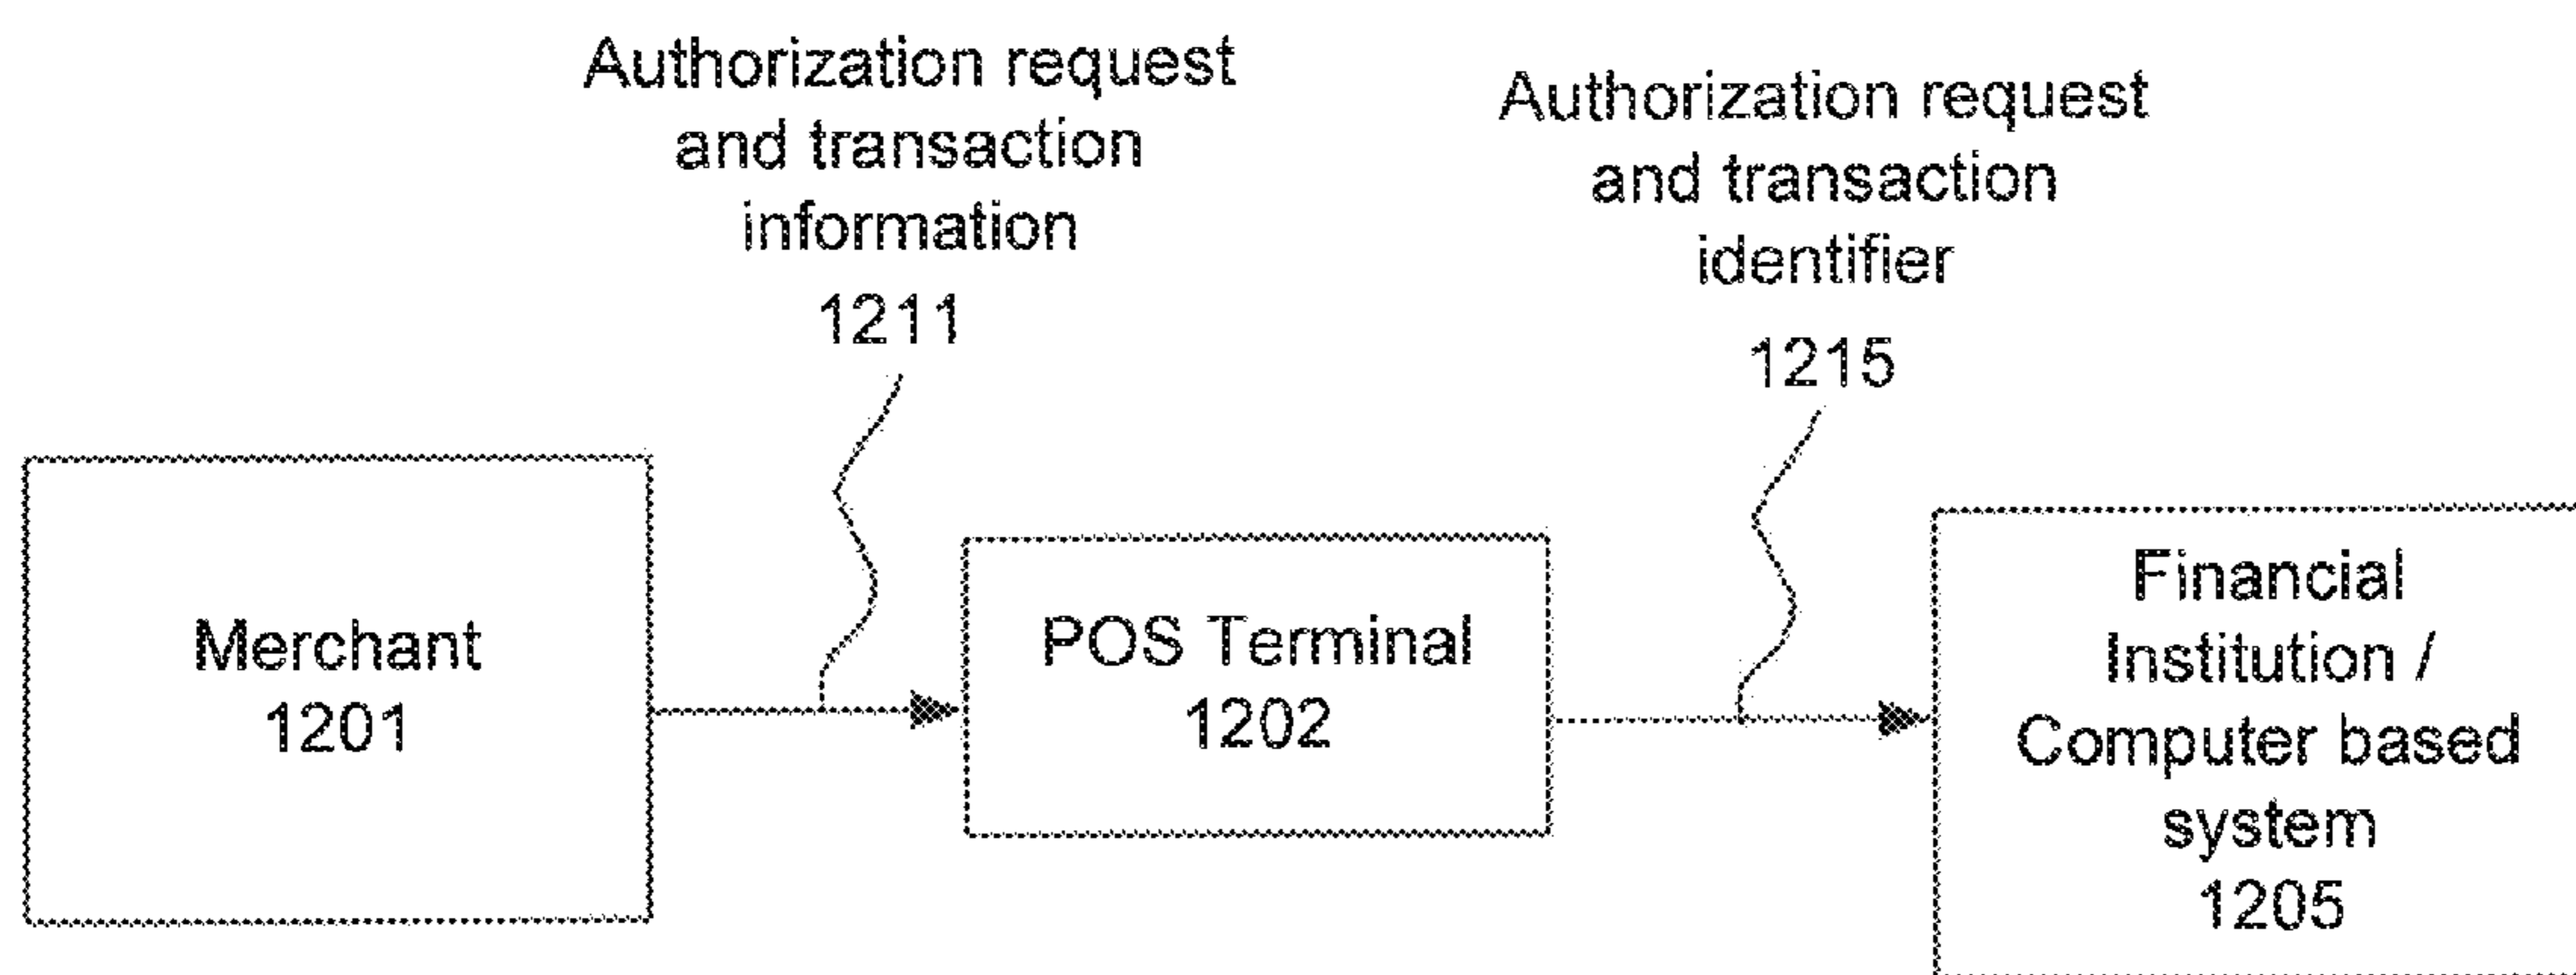 Authorization request
and transaction
information
1211
Authorization request
and transaction
identifier
1215
Merchant
1201
POS Terminal
1202
Financial
Institution /
Computer based
system
1205